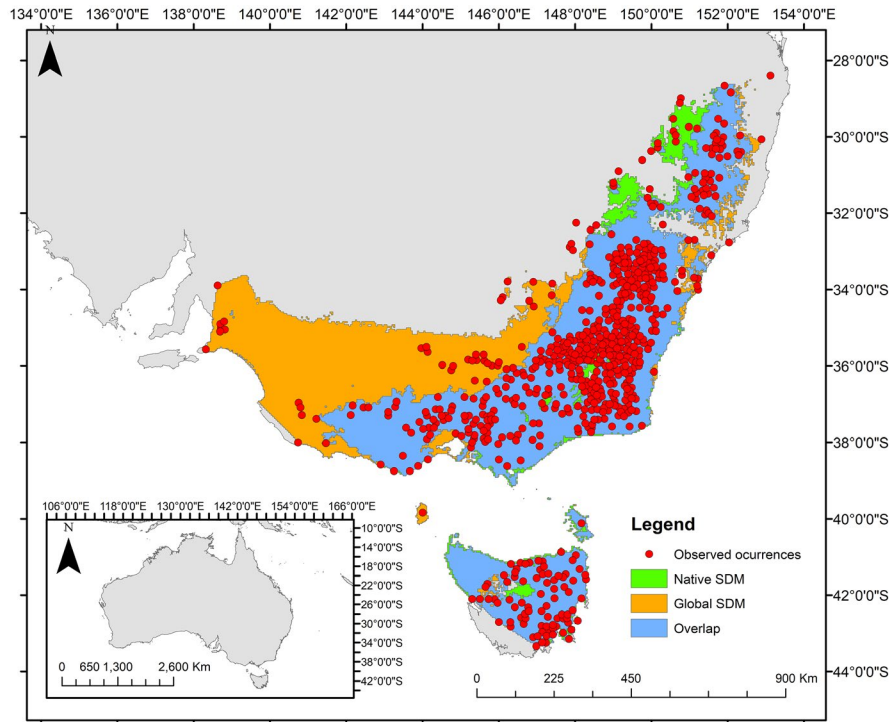 134°0'0"E 138°0'0"E 140°0'0"E 142°0'0"E 144°0'0"E 146°0'0"E 148°0'0"E 150°0'0"E 152°0'0"E 154°0'0"E
N
28°0'0"S
30°0'0"S
32°0'0"S
34°0'0"S
36°0'0"S
38°0'0"S
40°0'0"S
42°0'0"S
44°0'0"S
106°0'0"E 118°0'0"E 130°0'0"E 142°0'0"E 154°0'0"E 166°0'0"E
N
10°0'0"S
14°0'0"S
18°0'0"S
22°0'0"S
26°0'0"S
30°0'0"S
34°0'0"S
38°0'0"S
42°0'0"S
0 650 1,300 2,600 Km
Legend
Observed ocurrences
Native SDM
Global SDM
Overlap
0 225 450 900 Km